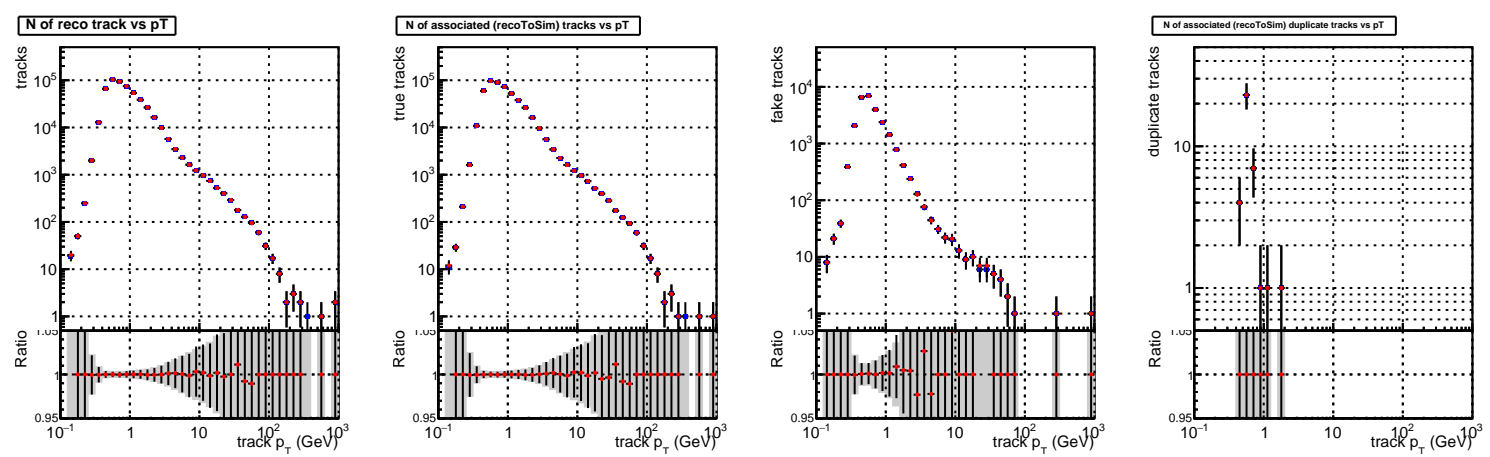 N of reco track vs pT
tracks
10^5
10^4
10^3
10^2
10
1
Ratio
1.05
1
0.95
10^-1 1 10 10^2 10^3
track p_T (GeV)
N of associated (recoToSim) tracks vs pT
true tracks
10^5
10^4
10^3
10^2
10
1
Ratio
1.05
1
0.95
10^-1 1 10 10^2 10^3
track p_T (GeV)
fake tracks
10^4
10^3
10^2
10
1
Ratio
1.05
1
0.95
10^-1 1 10 10^2 10^3
track p_T (GeV)
N of associated (recoToSim) duplicate tracks vs pT
duplicate tracks
10
1
Ratio
1.05
1
0.95
10^-1 1 10 10^2 10^3
track p_T (GeV)